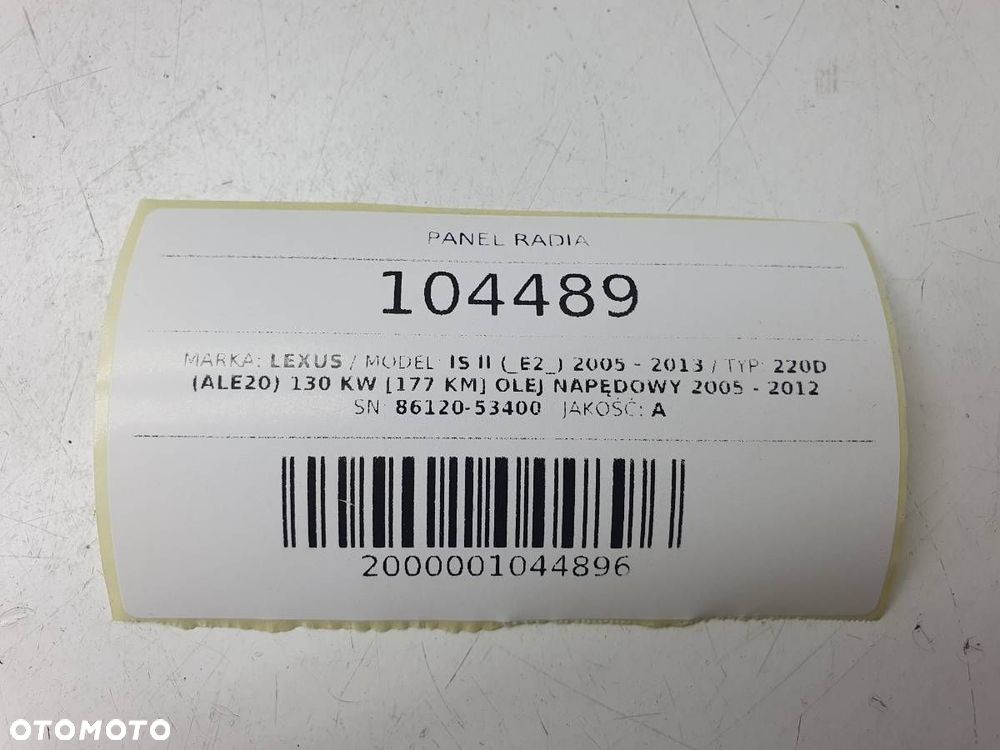 PANEL RADIA
104489
MARKA: LEXUS / MODEL: IS II (_E2_) 2005 - 2013 / TYP: 220D
(ALE20) 130 KW [177 KM] OLEJ NAPĘDOWY 2005 - 2012
SN: 86120-53400 JAKOŚĆ: A
2000001044896
OTOMOTO